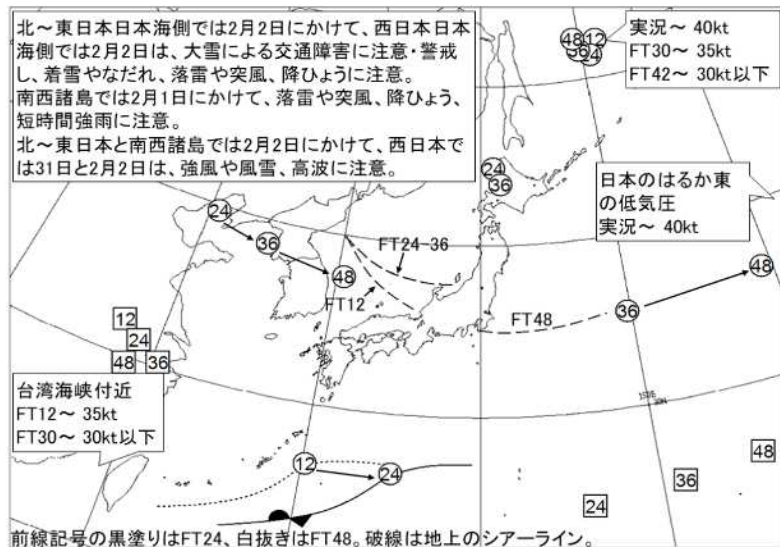 北～東日本日本海側では2月2日にかけて、西日本日本
海側では2月2日は、大雪による交通障害に注意・警戒
し、着雪やなだれ、落雷や突風、降ひょうに注意。
南西諸島では2月1日にかけて、落雷や突風、降ひょう、
短時間強雨に注意。
北～東日本と南西諸島では2月2日にかけて、西日本で
は31日と2月2日は、強風や風雪、高波に注意。
48
12
36
24
実況～ 40kt
FT30～ 35kt
FT42～ 30kt以下
24
36
日本のはるか東
の低気圧
実況～ 40kt
24
36
48
FT24-36
FT12
48
36
FT48
12
24
48
36
台湾海峡付近
FT12～ 35kt
FT30～ 30kt以下
150E
30N
12
24
48
36
24
前線記号の黒塗りはFT24、白抜きはFT48。破線は地上のシアーライン。